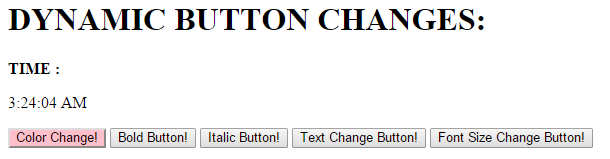 DYNAMIC BUTTON CHANGES:
TIME :
3:24:04 AM
Color Change! Bold Button! Italic Button! Text Change Button! Font Size Change Button!